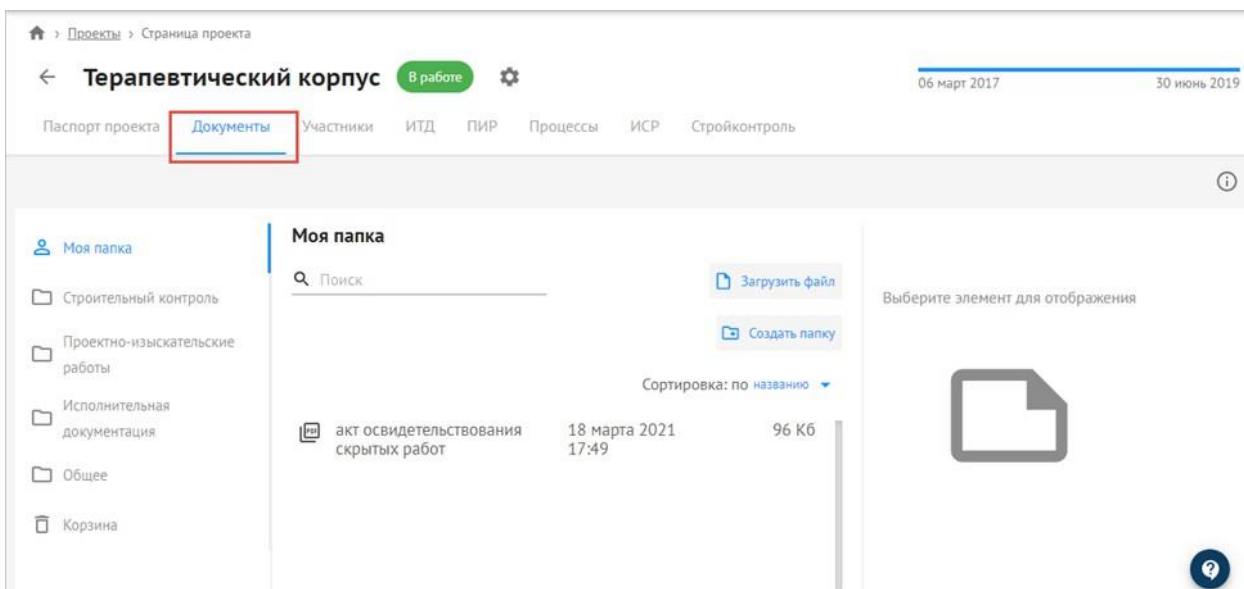 > Проекты > Страница проекта
← Терапевтический корпус В работе
06 март 2017 30 июнь 2019
Паспорт проекта Документы Участники ИТД ПИР Процессы ИСР Стройконтроль
Моя папка
Строительный контроль
Проектно-изыскательские
работы
Исполнительная
документация
Общее
Корзина
Моя папка
Поиск
Загрузить файл
Создать папку
Сортировка: по названию
PDF акт освидетельствования 18 марта 2021 96 Кб
скрытых работ 17:49
Выберите элемент для отображения